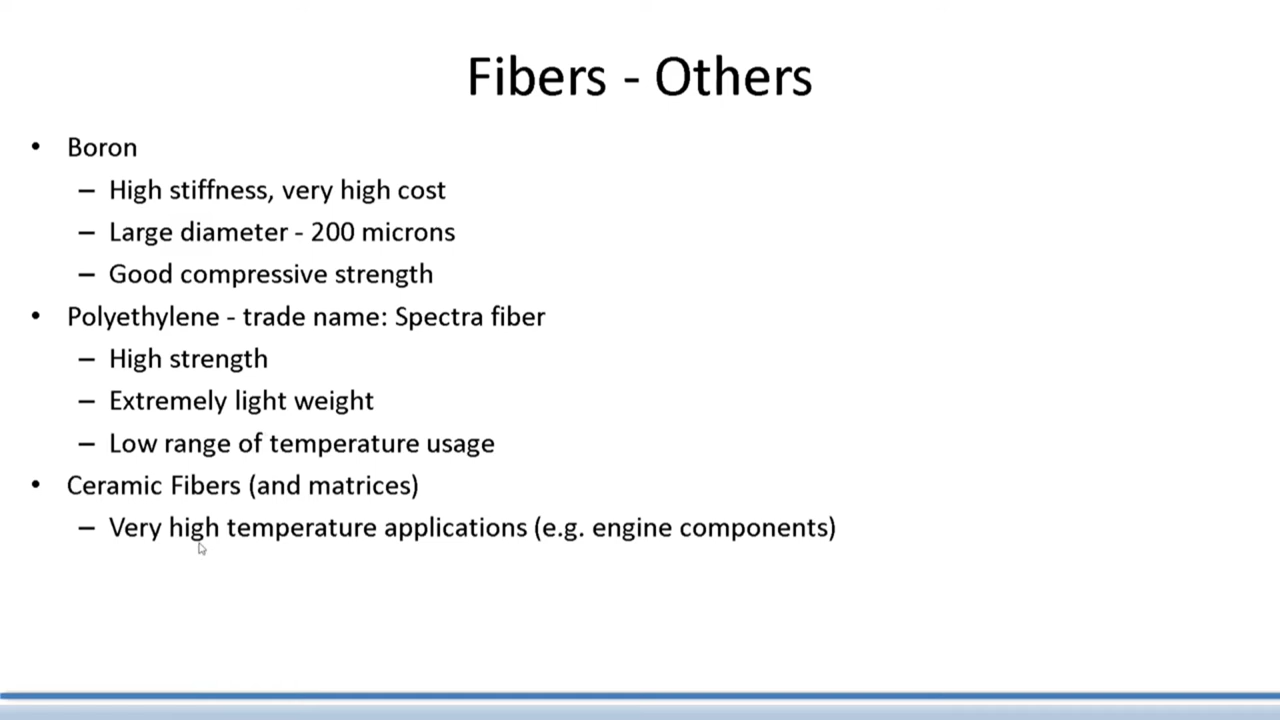 Fibers - Others
• Boron
– High stiffness, very high cost
– Large diameter - 200 microns
– Good compressive strength
• Polyethylene - trade name: Spectra fiber
– High strength
– Extremely light weight
– Low range of temperature usage
• Ceramic Fibers (and matrices)
– Very high temperature applications (e.g. engine components)